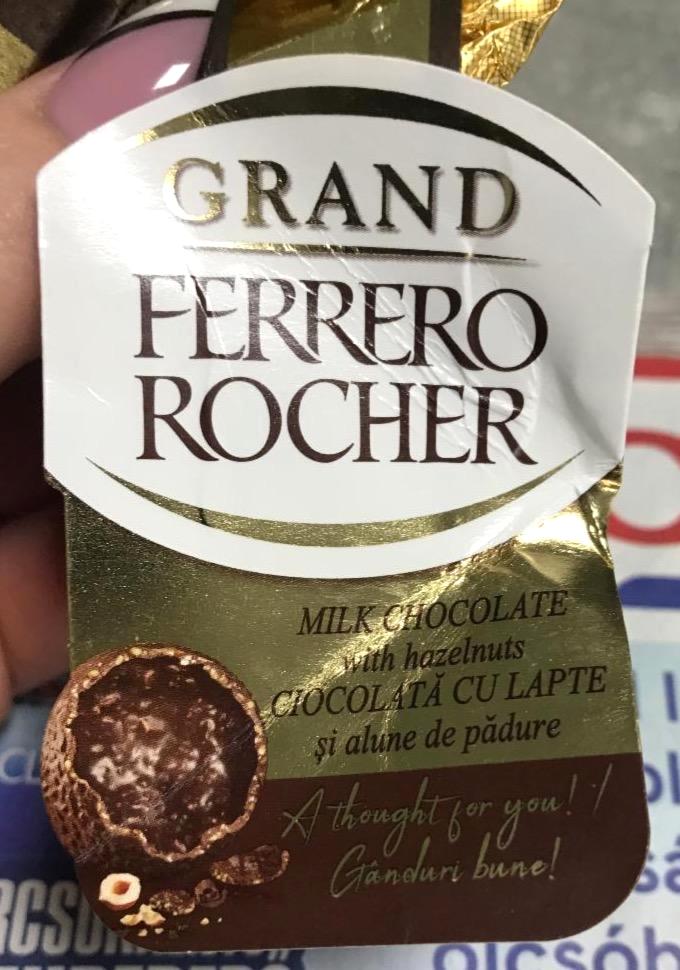 GRAND
FERRERO
ROCHER
MILK CHOCOLATE
with hazelnuts
CIOCOLATĂ CU LAPTE
și alune de pădure
A thought for you! /
Gânduri bune!
olcsób